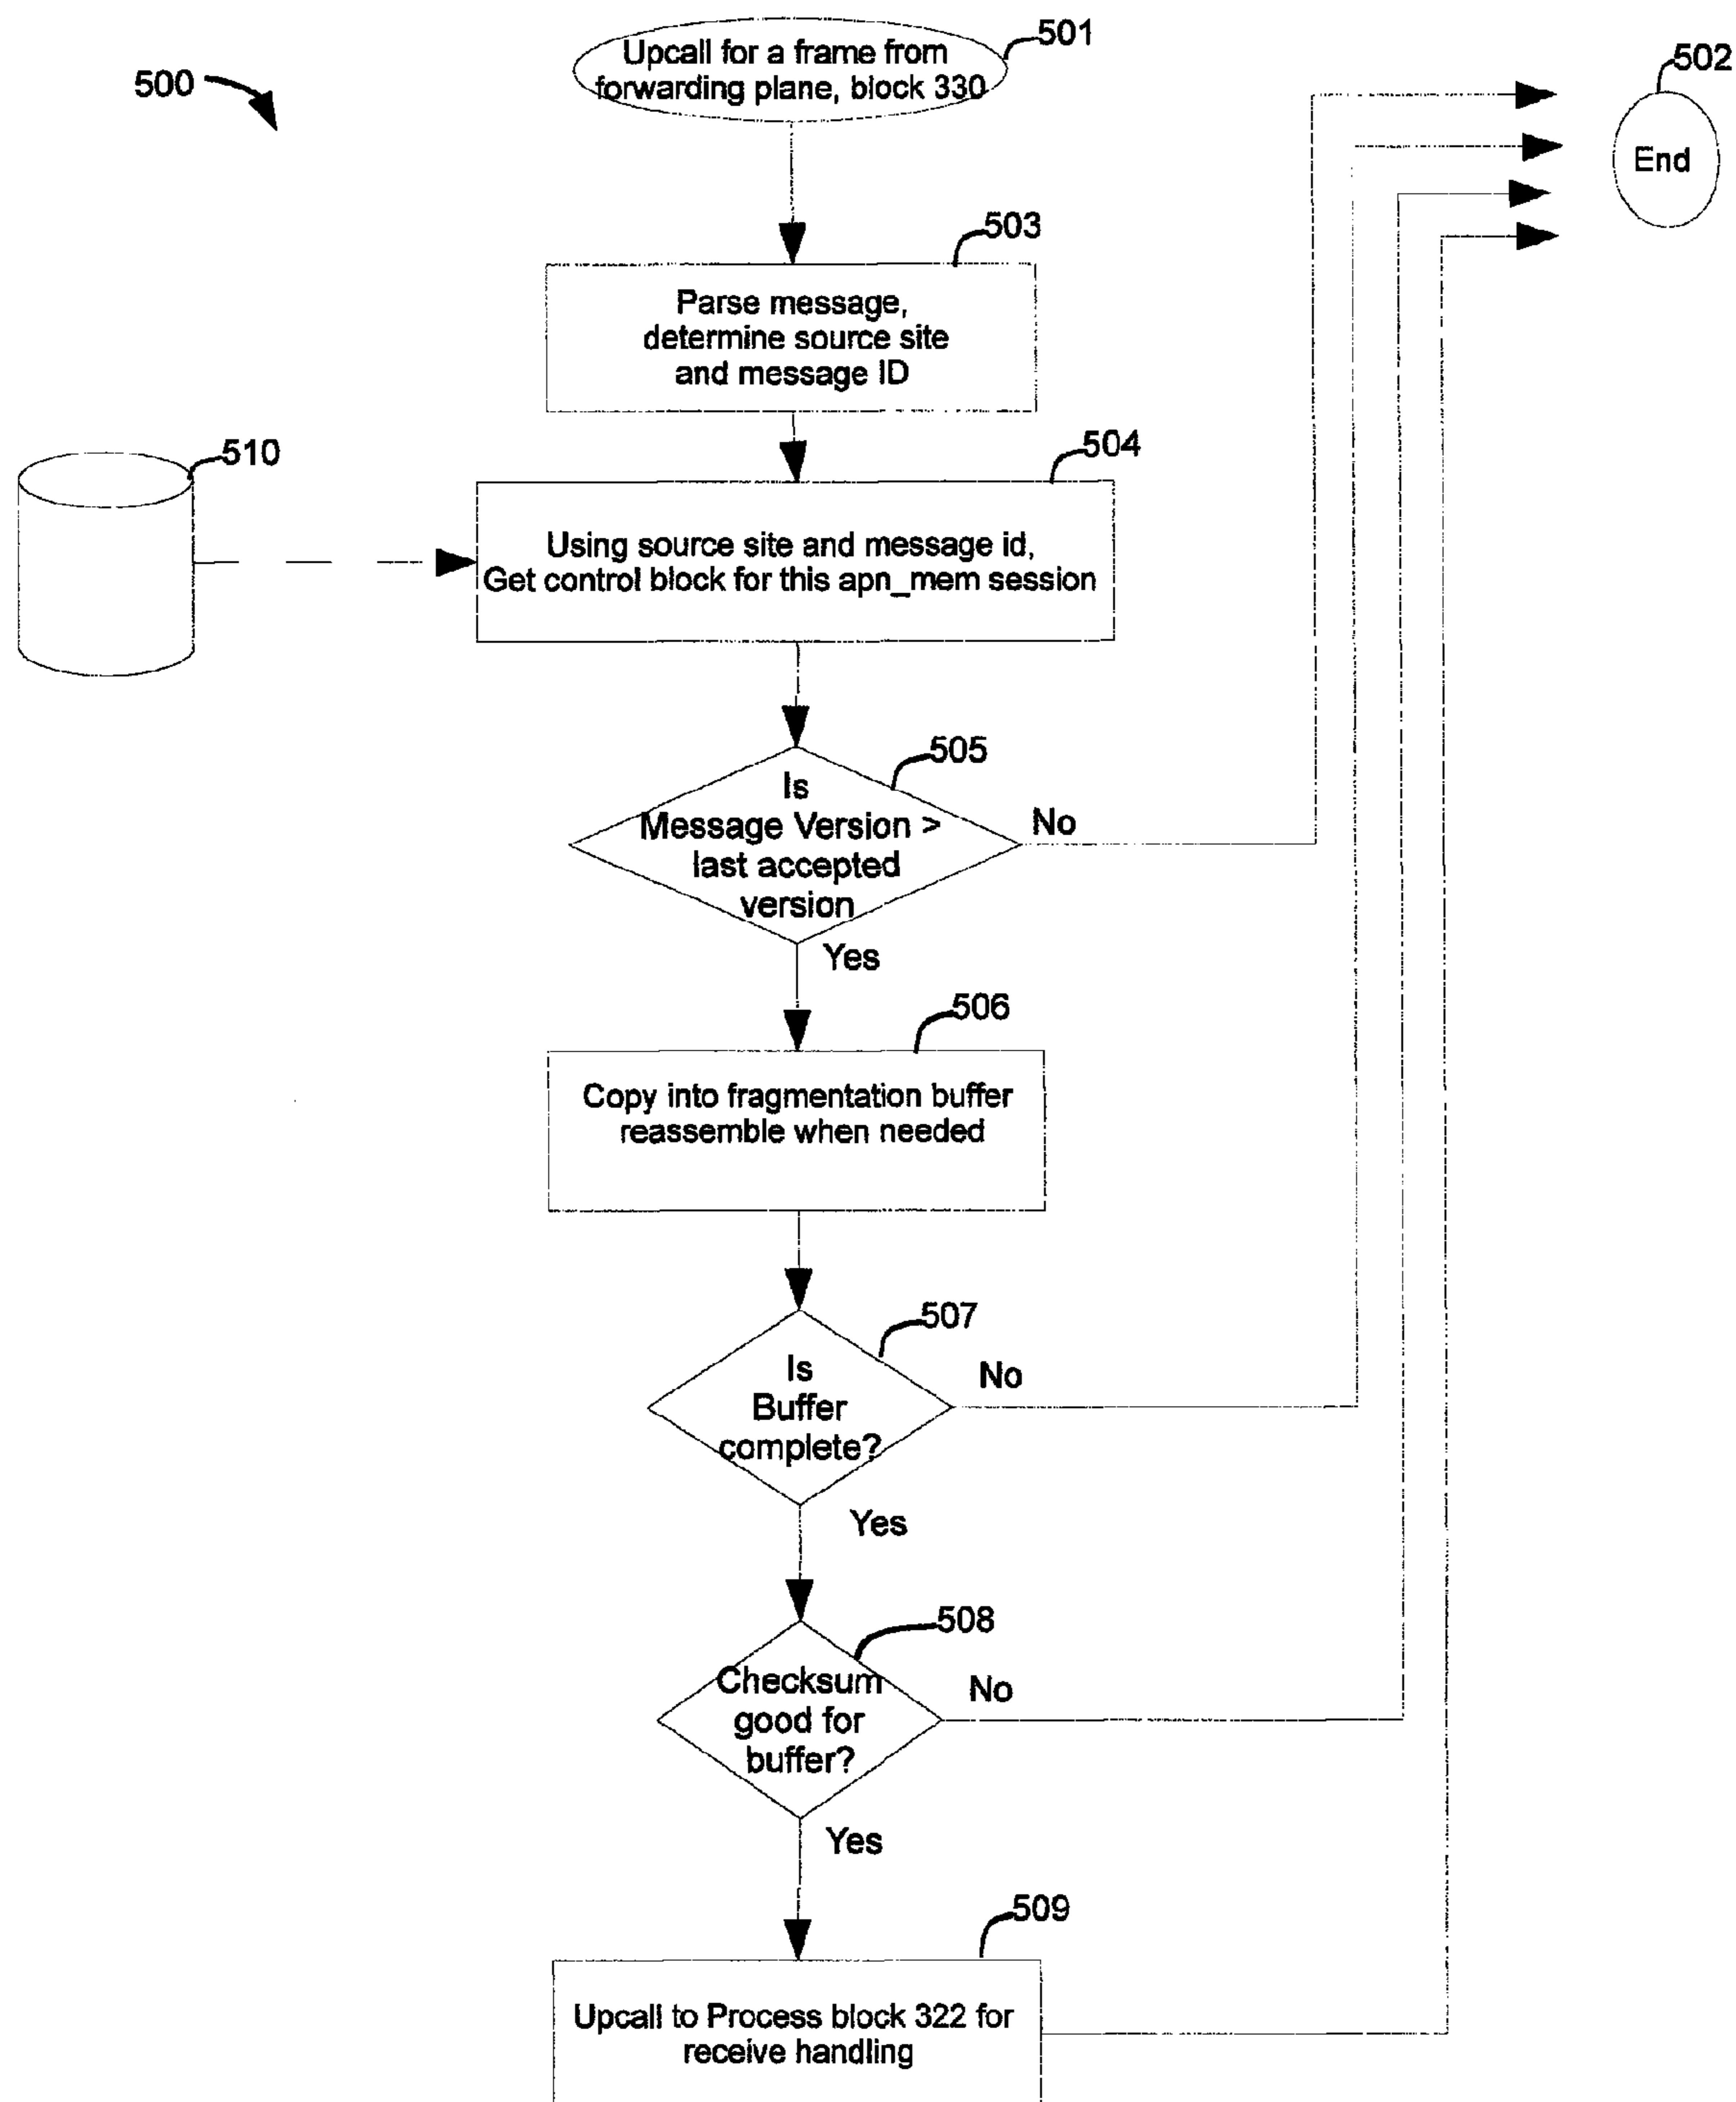 500
Upcall for a frame from
forwarding plane, block 330
501
502
End
503
Parse message,
determine source site
and message ID
510
504
Using source site and message id,
Get control block for this apn_mem session
505
Is
Message Version >
last accepted
version
No
Yes
506
Copy into fragmentation buffer
reassemble when needed
507
Is
Buffer
complete?
No
Yes
508
Checksum
good for
buffer?
No
Yes
509
Upcall to Process block 322 for
receive handling